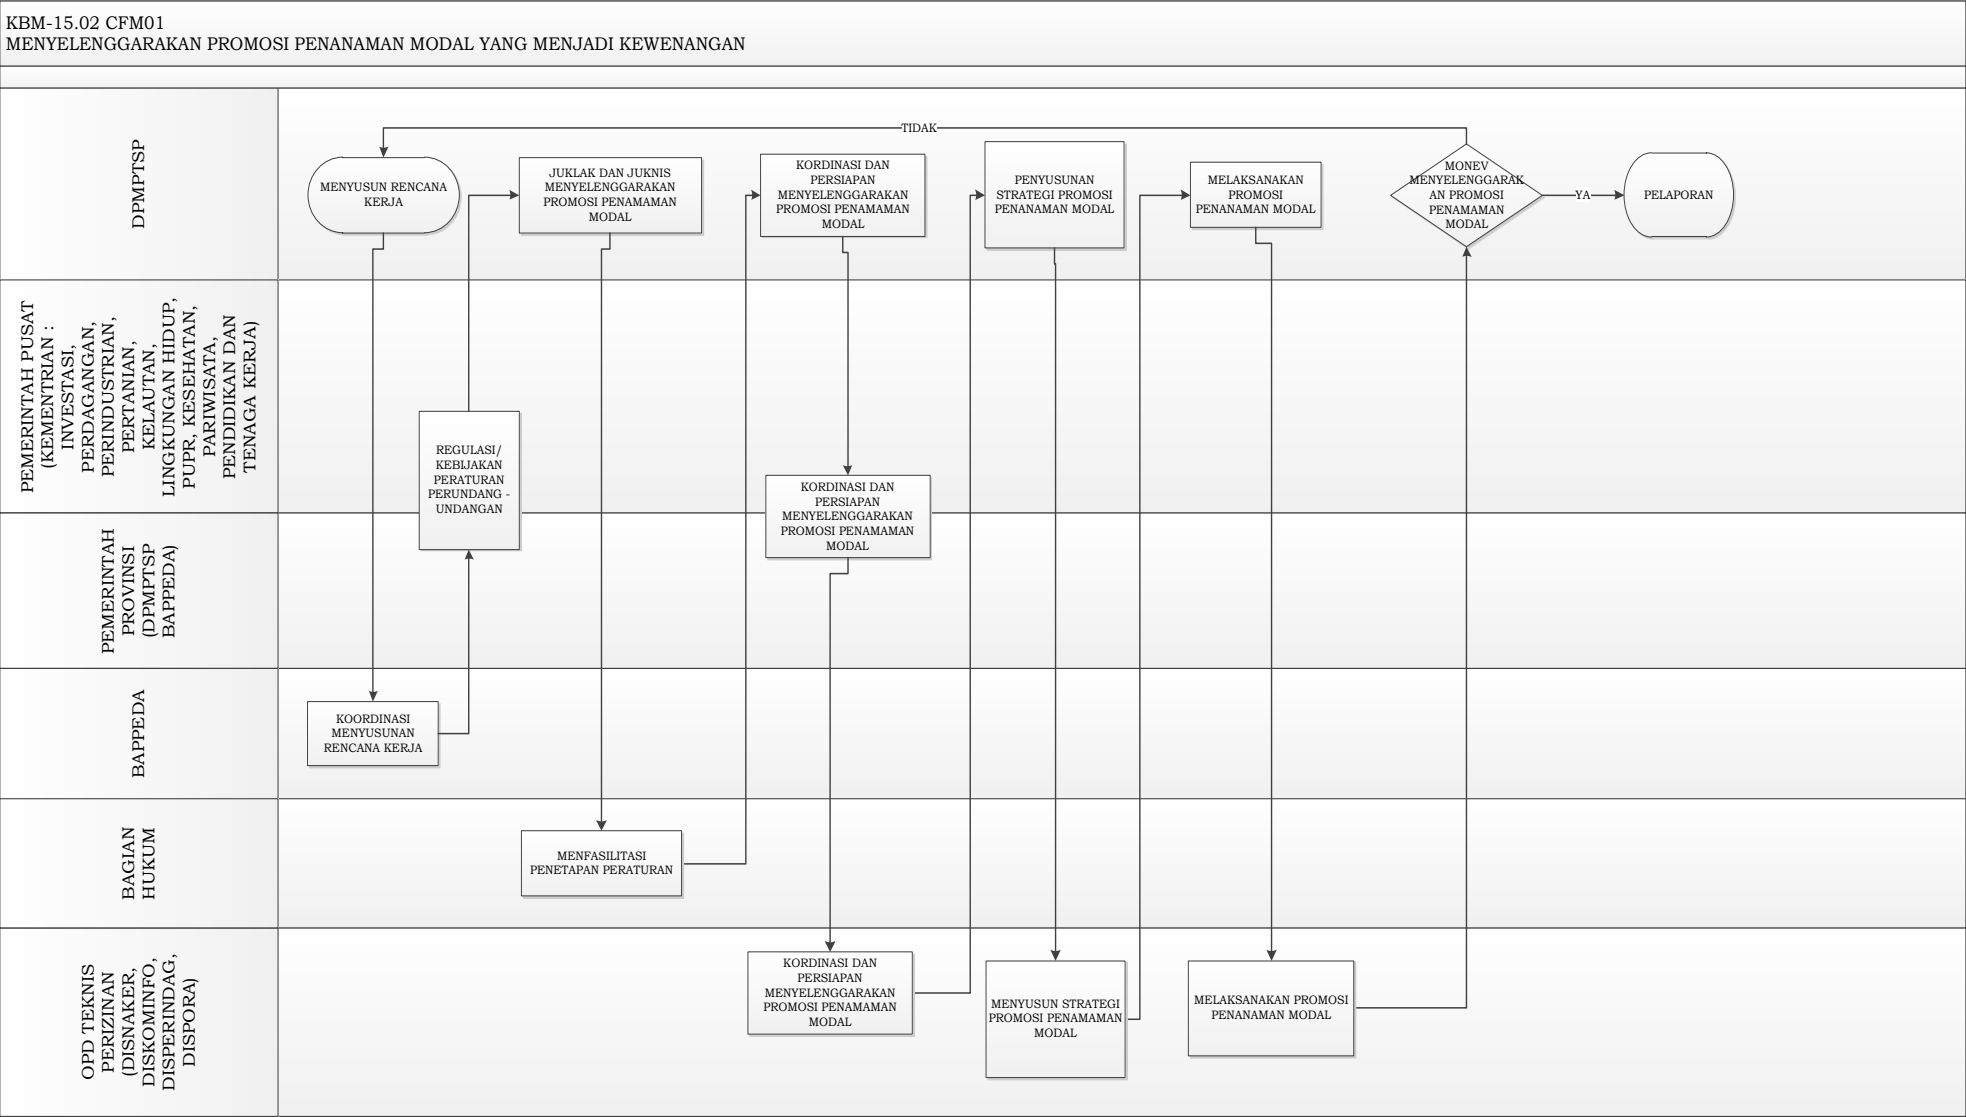 KBM-15.02 CFM01
MENYELENGGARAKAN PROMOSI PENANAMAN MODAL YANG MENJADI KEWENANGAN
DPMPTSP
TIDAK
MENYUSUN RENCANA
KERJA
JUKLAK DAN JUKNIS
MENYELENGGARAKAN
PROMOSI PENAMAMAN
MODAL
KORDINASI DAN
PERSIAPAN
MENYELENGGARAKAN
PROMOSI PENAMAMAN
MODAL
PENYUSUNAN
STRATEGI PROMOSI
PENANAMAN MODAL
MELAKSANAKAN
PROMOSI
PENANAMAN MODAL
MONEV
MENYELENGGARAK
AN PROMOSI
PENAMAMAN
MODAL
YA
PELAPORAN
PEMERINTAH PUSAT
(KEMENTRIAN :
INVESTASI,
PERDAGANGAN,
PERINDUSTRIAN,
PERTANIAN,
KELAUTAN,
LINGKUNGAN HIDUP,
PUPR, KESEHATAN,
PARIWISATA,
PENDIDIKAN DAN
TENAGA KERJA)
REGULASI/
KEBIJAKAN
PERATURAN
PERUNDANG -
UNDANGAN
KORDINASI DAN
PERSIAPAN
MENYELENGGARAKAN
PROMOSI PENAMAMAN
MODAL
PEMERINTAH
PROVINSI
(DPMPTSP
BAPPEDA)
BAPPEDA
KOORDINASI
MENYUSUNAN
RENCANA KERJA
BAGIAN
HUKUM
MENFASILITASI
PENETAPAN PERATURAN
OPD TEKNIS
PERIZINAN
(DISNAKER,
DISKOMINFO,
DISPERINDAG,
DISPORA)
KORDINASI DAN
PERSIAPAN
MENYELENGGARAKAN
PROMOSI PENAMAMAN
MODAL
MENYUSUN STRATEGI
PROMOSI PENAMAMAN
MODAL
MELAKSANAKAN PROMOSI
PENANAMAN MODAL